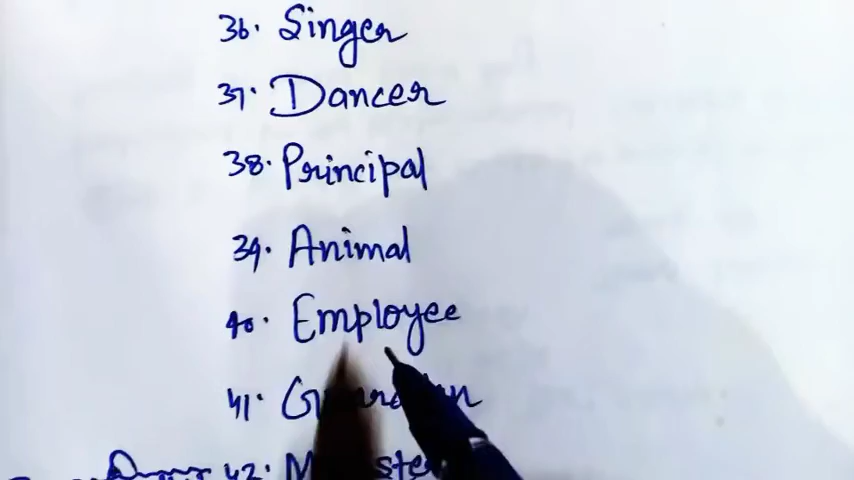 36. Singer
37. Dancer
38. Principal
39. Animal
40. Employee
41.
42.